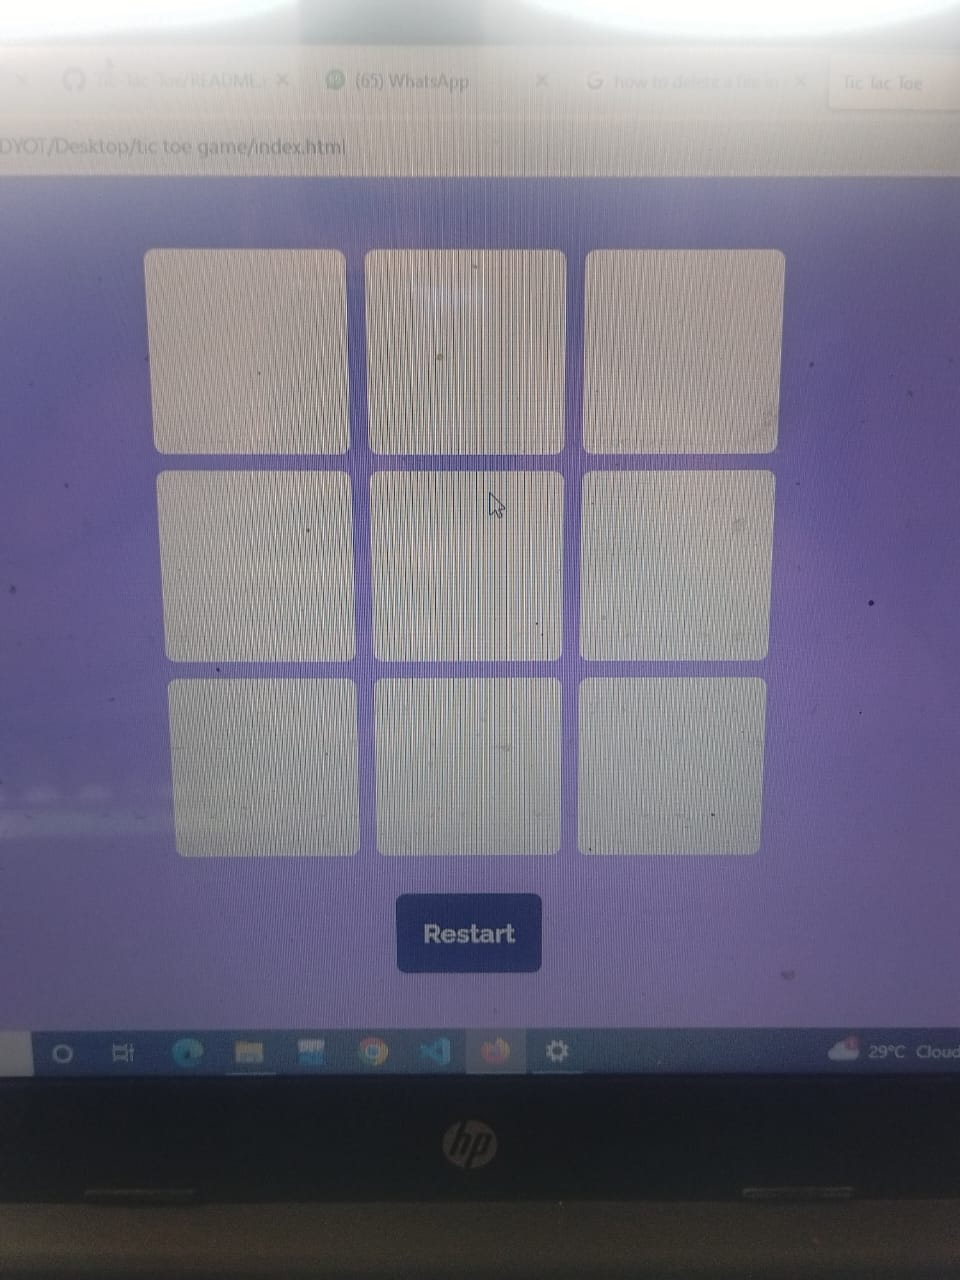 Tic-Tac-Toe/README.r
(65) WhatsApp
how to delete a file in
Tic Tac Toe
DYOT/Desktop/tic toe game/index.html
Restart
29°C Cloud
hp